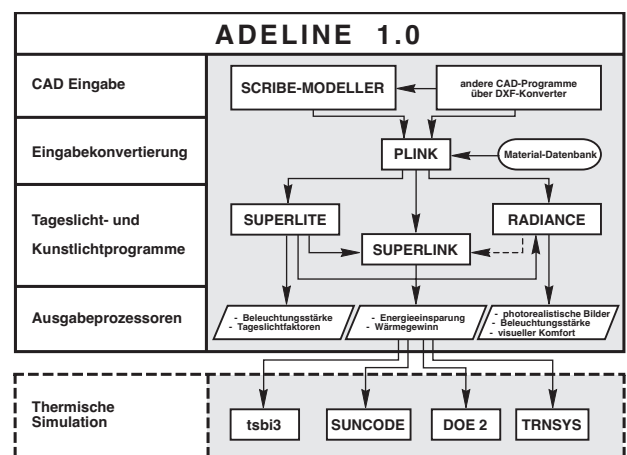 ADELINE 1.0
CAD Eingabe
SCRIBE-MODELLER
andere CAD-Programme
über DXF-Konverter
Eingabekonvertierung
PLINK
Material-Datenbank
Tageslicht- und
Kunstlichtprogramme
SUPERLITE
RADIANCE
SUPERLINK
Ausgabeprozessoren
- Beleuchtungsstärke
- Tageslichtfaktoren
- Energieeinsparung
- Wärmegewinn
- photorealistische Bilder
- Beleuchtungsstärke
- visueller Komfort
Thermische
Simulation
tsbi3
SUNCODE
DOE 2
TRNSYS